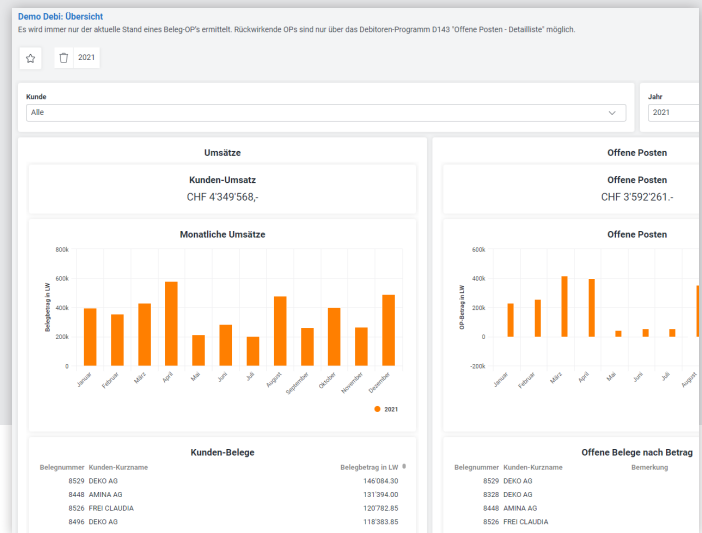 Demo Debi: Übersicht
Es wird immer nur der aktuelle Stand eines Beleg-OP's ermittelt. Rückwirkende OPs sind nur über das Debitoren-Programm D143 "Offene Posten - Detailliste" möglich.
2021
Kunde
Alle
Jahr
2021
Umsätze
Kunden-Umsatz
CHF 4'349'568,-
Monatliche Umsätze
Belegbetrag in LW
800k
600k
400k
200k
0
Januar Februar März April Mai Juni Juli August September Oktober November Dezember
2021
Kunden-Belege
Belegnummer Kunden-Kurzname Belegbetrag in LW
8529 DEKO AG 146'084.30
8448 AMINA AG 131'394.00
8526 FREI CLAUDIA 120'782.85
8496 DEKO AG 118'383.85
Offene Posten
Offene Posten
CHF 3'592'261.-
Offene Posten
OP-Betrag in LW
600k
400k
200k
0
-200k
Januar Februar März April Mai Juni Juli August
Offene Belege nach Betrag
Belegnummer Kunden-Kurzname Bemerkung
8529 DEKO AG
8328 DEKO AG
8448 AMINA AG
8526 FREI CLAUDIA